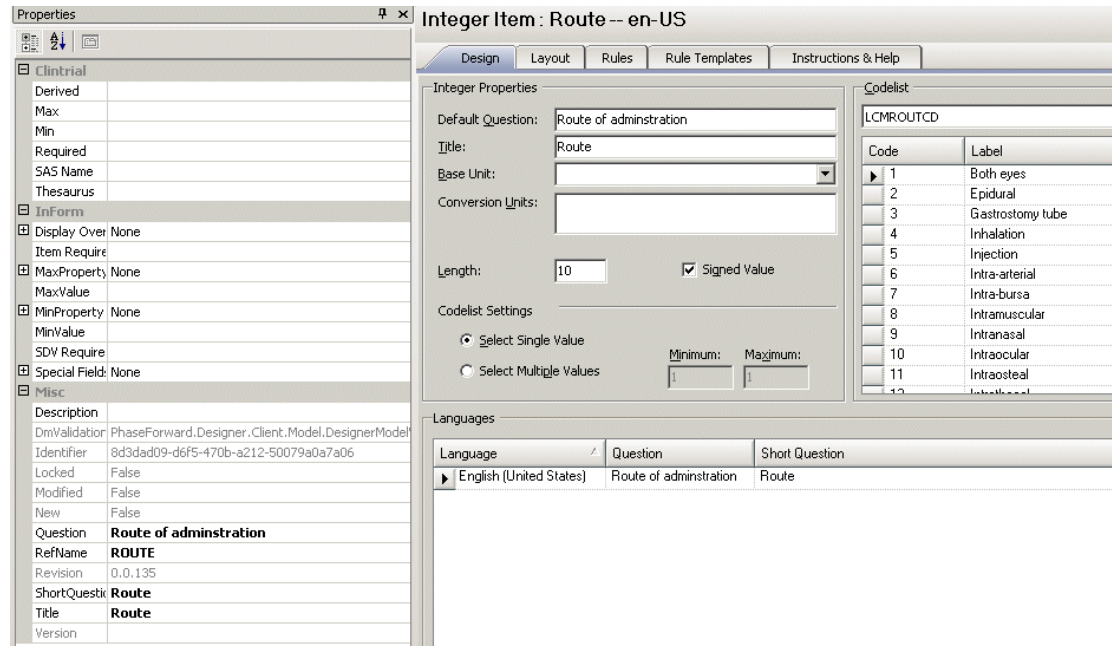 Properties
Clintrial
Derived
Max
Min
Required
SAS Name
Thesaurus
InForm
Display Over None
Item Require
MaxProperty None
MaxValue
MinProperty None
MinValue
SDV Require
Special Field: None
Misc
Description
DmValidation PhaseForward.Designer.Client.Model.DesignerModel'
Identifier 8d3dad09-d6f5-470b-a212-50079a0a7a06
Locked False
Modified False
New False
Question Route of adminstration
RefName ROUTE
Revision 0.0.135
ShortQuestic Route
Title Route
Version
Integer Item : Route -- en-US
Design Layout Rules Rule Templates Instructions & Help
Integer Properties
Default Question: Route of adminstration
Title: Route
Base Unit:
Conversion Units:
Length: 10 Signed Value
Codelist Settings
Select Single Value
Minimum: Maximum:
Select Multiple Values 1 1
Codelist
LCMROUTCD
Code Label
1 Both eyes
2 Epidural
3 Gastrostomy tube
4 Inhalation
5 Injection
6 Intra-arterial
7 Intra-bursa
8 Intramuscular
9 Intranasal
10 Intraocular
11 Intraosteal
12
Languages
Language Question Short Question
English (United States) Route of adminstration Route